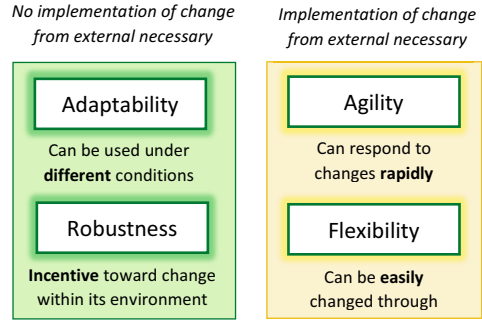 No implementation of change
from external necessary
Adaptability
Can be used under
different conditions
Robustness
Incentive toward change
within its environment
Implementation of change
from external necessary
Agility
Can respond to
changes rapidly
Flexibility
Can be easily
changed through